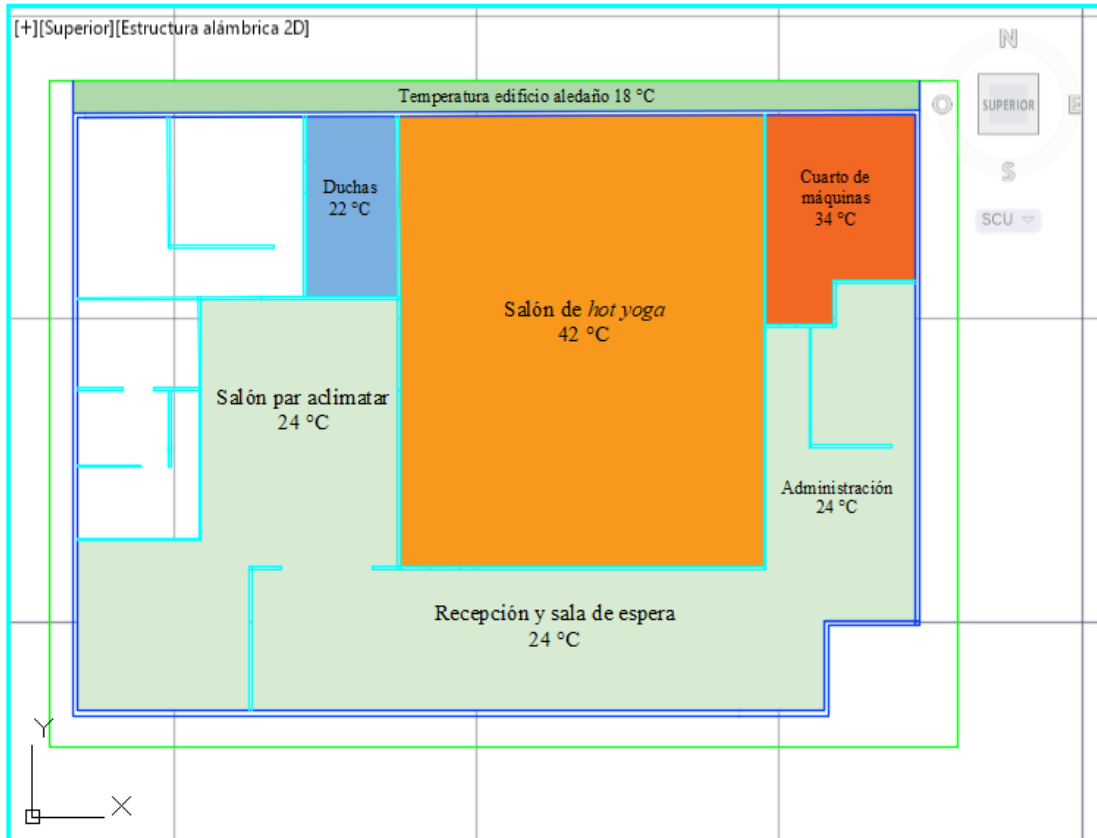 [+][Superior][Estructura alámbrica 2D]
N
O
SUPERIOR
E
S
SCU
Temperatura edificio aledaño 18 °C
Duchas
22 °C
Cuarto de
máquinas
34 °C
Salón de hot yoga
42 °C
Salón par aclimatar
24 °C
Administración
24 °C
Recepción y sala de espera
24 °C
Y
X